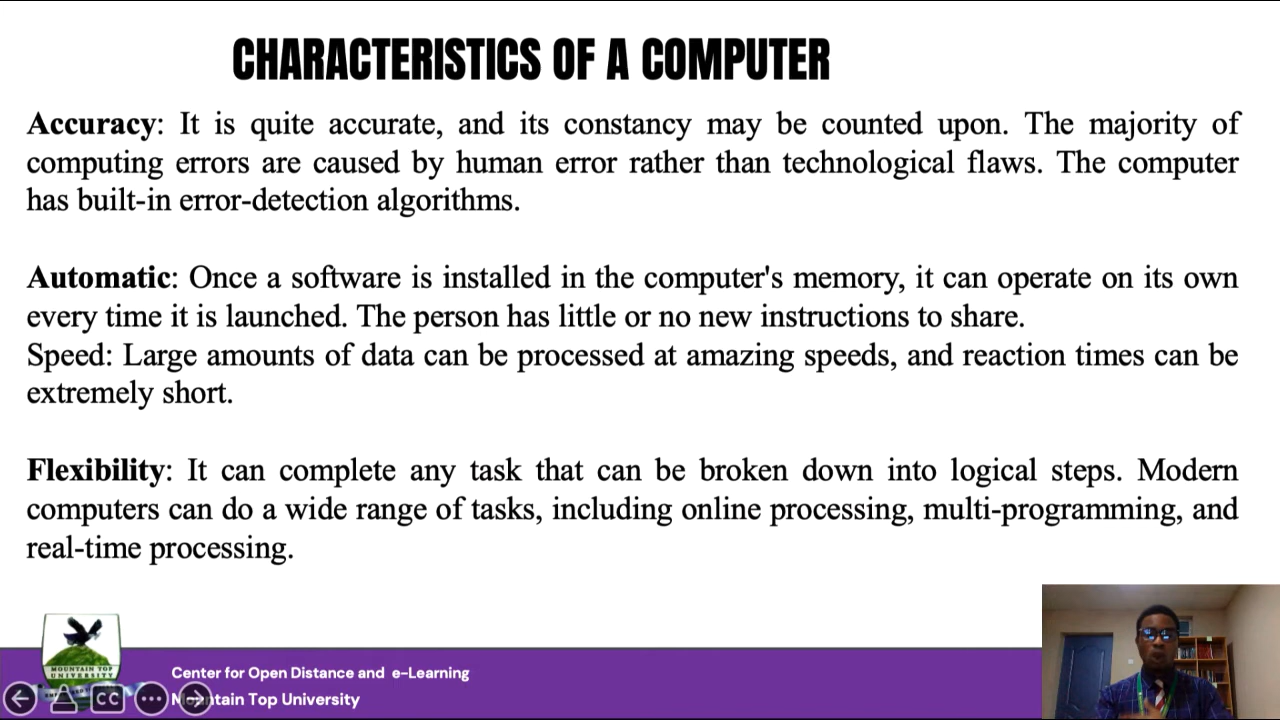 CHARACTERISTICS OF A COMPUTER
Accuracy: It is quite accurate, and its constancy may be counted upon. The majority of
computing errors are caused by human error rather than technological flaws. The computer
has built-in error-detection algorithms.
Automatic: Once a software is installed in the computer's memory, it can operate on its own
every time it is launched. The person has little or no new instructions to share.
Speed: Large amounts of data can be processed at amazing speeds, and reaction times can be
extremely short.
Flexibility: It can complete any task that can be broken down into logical steps. Modern
computers can do a wide range of tasks, including online processing, multi-programming, and
real-time processing.
MOUNTAIN TOP
UNIVERSITY
Center for Open Distance and e-Learning
Mountain Top University
CC